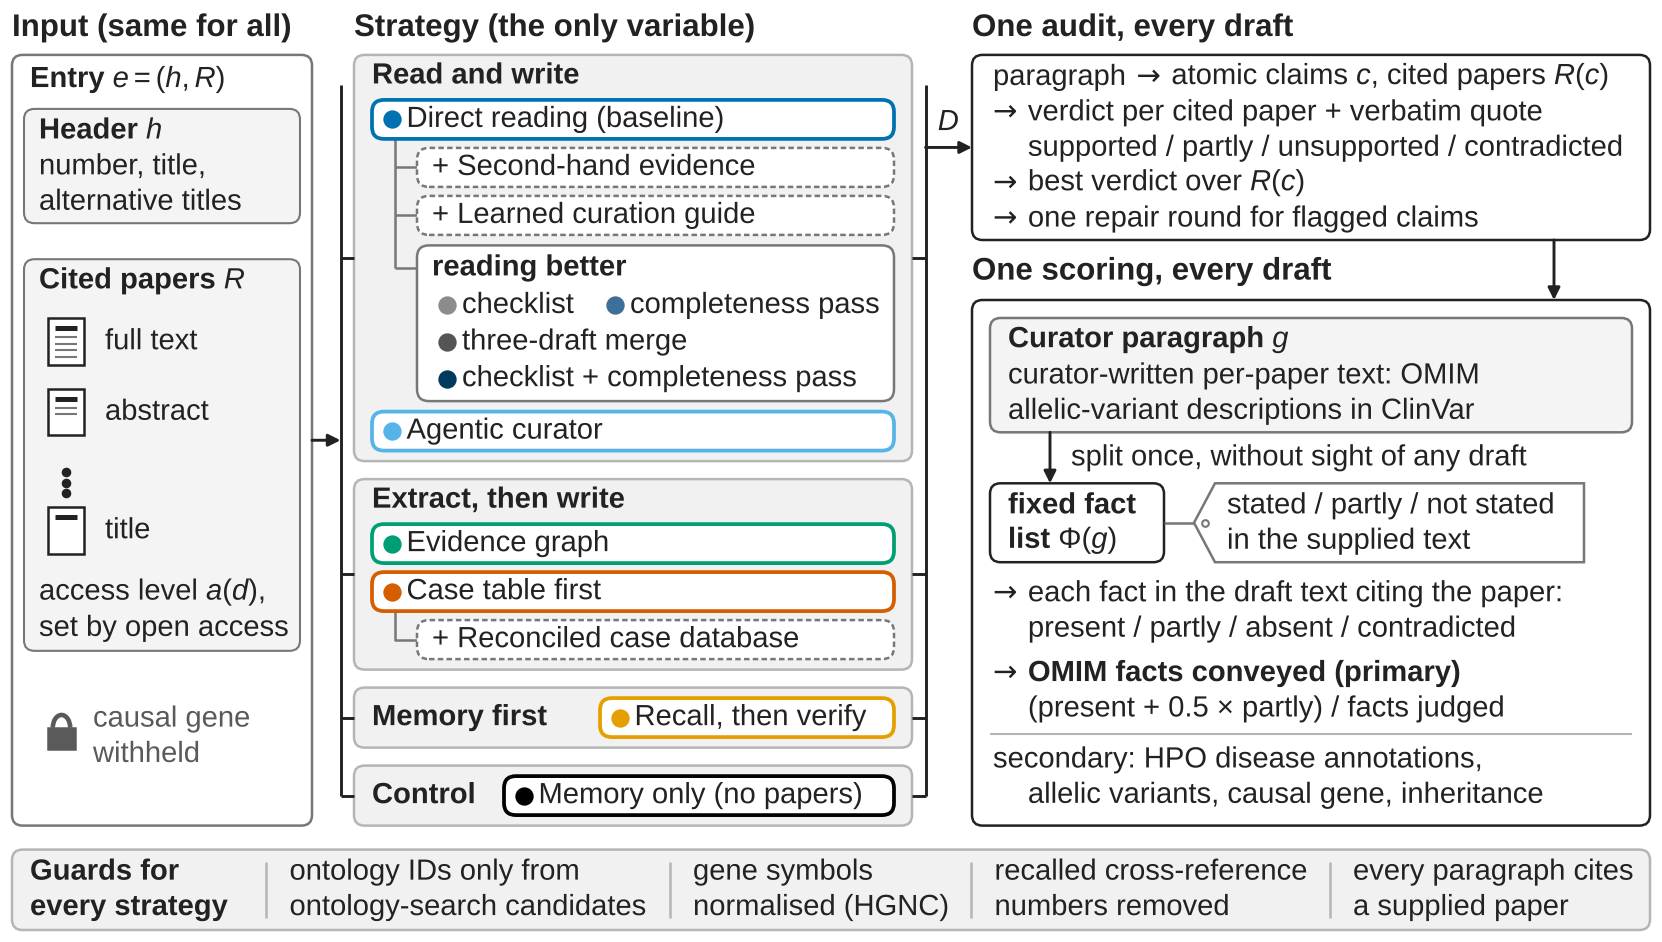 Input (same for all)
Entry e = (h, R)
Header h
number, title,
alternative titles
Cited papers R
full text
abstract
title
access level a(d),
set by open access
causal gene
withheld
Strategy (the only variable)
Read and write
Direct reading (baseline)
+ Second-hand evidence
+ Learned curation guide
reading better
checklist completeness pass
three-draft merge
checklist + completeness pass
Agentic curator
Extract, then write
Evidence graph
Case table first
+ Reconciled case database
Memory first
Recall, then verify
Control
Memory only (no papers)
D
One audit, every draft
paragraph → atomic claims c, cited papers R(c)
→ verdict per cited paper + verbatim quote
supported / partly / unsupported / contradicted
→ best verdict over R(c)
→ one repair round for flagged claims
One scoring, every draft
Curator paragraph g
curator-written per-paper text: OMIM
allelic-variant descriptions in ClinVar
split once, without sight of any draft
fixed fact
list Φ(g)
stated / partly / not stated
in the supplied text
→ each fact in the draft text citing the paper:
present / partly / absent / contradicted
→ OMIM facts conveyed (primary)
(present + 0.5 × partly) / facts judged
secondary: HPO disease annotations,
allelic variants, causal gene, inheritance
Guards for
every strategy
ontology IDs only from
ontology-search candidates
gene symbols
normalised (HGNC)
recalled cross-reference
numbers removed
every paragraph cites
a supplied paper